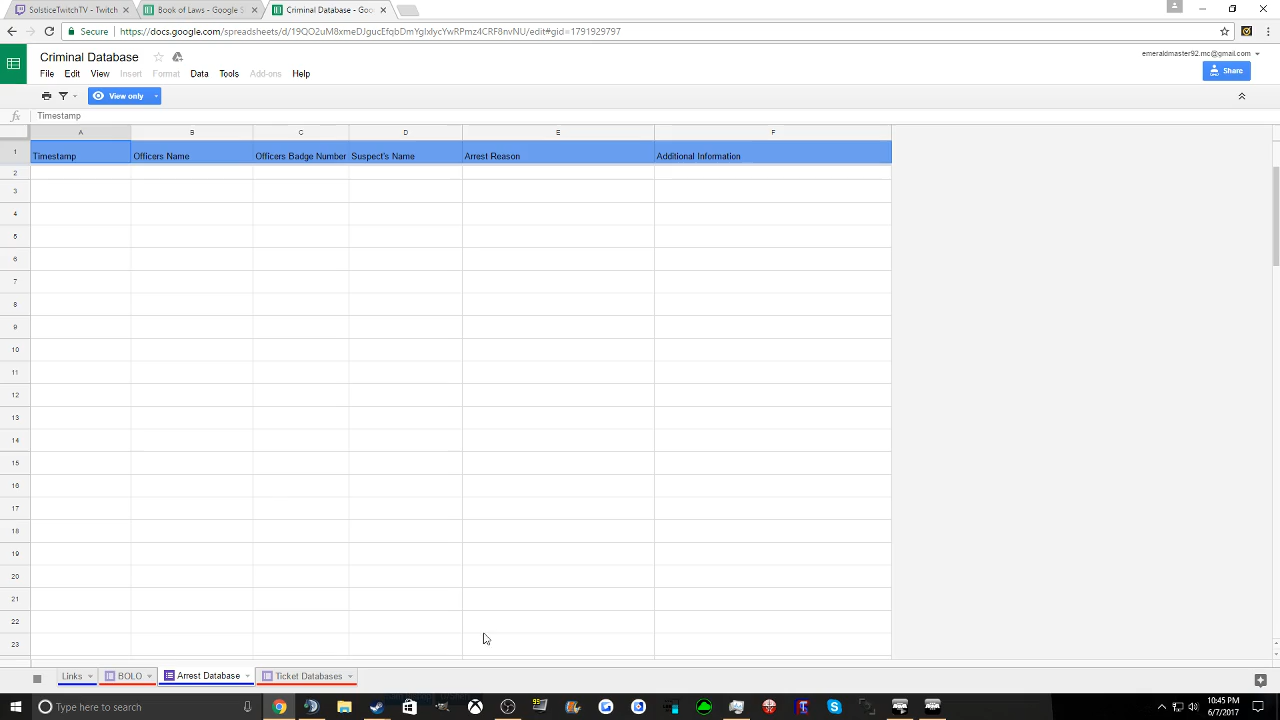 SolsticeTwitchTV - Twitch
Book of Laws - Google S
Criminal Database - Goo
Secure
https://docs.google.com/spreadsheets/d/19QO2uM8xmeDJgucEfqbDmYglxlycYwRPmz4CRF8nvNU/edit#gid=1791929797
Criminal Database
emeraldmaster92.mc@gmail.com
File Edit View Insert Format Data Tools Add-ons Help
Share
View only
fx Timestamp
A B C D E F
1 Timestamp Officers Name Officers Badge Number Suspect's Name Arrest Reason Additional Information
2
3
4
5
6
7
8
9
10
11
12
13
14
15
16
17
18
19
20
21
22
23
Links BOLO Arrest Database Ticket Databases
Type here to search
10:45 PM
6/7/2017